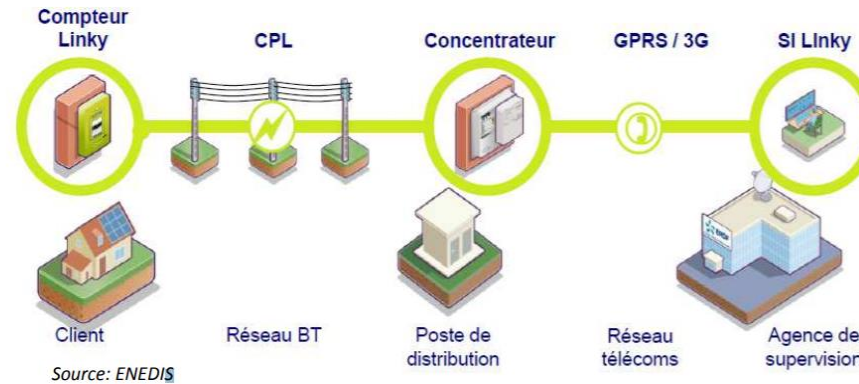 Compteur
Linky
CPL
Concentrateur
GPRS / 3G
SI Linky
Client
Réseau BT
Poste de
distribution
Réseau
télécoms
Agence de
supervision
Source: ENEDIS